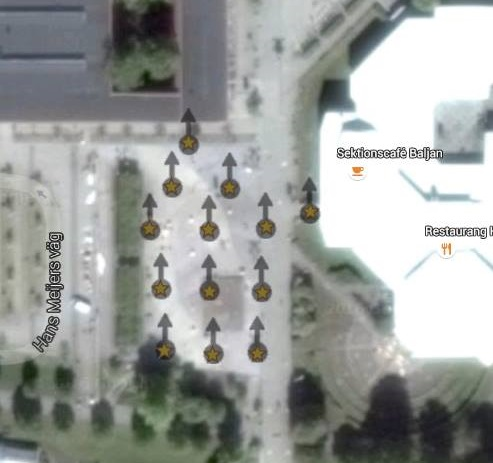 Sektionscafé Baljan
Restaurang
Hans Meijers väg